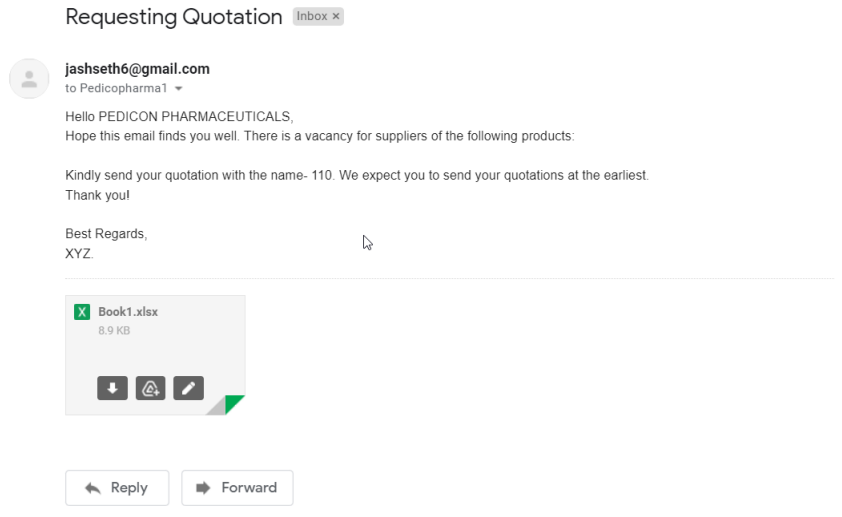 Requesting Quotation Inbox ×
jashseth6@gmail.com
to Pedicopharma1
Hello PEDICON PHARMACEUTICALS,
Hope this email finds you well. There is a vacancy for suppliers of the following products:
Kindly send your quotation with the name- 110. We expect you to send your quotations at the earliest.
Thank you!
Best Regards,
XYZ.
X Book1.xlsx
8.9 KB
Reply Forward